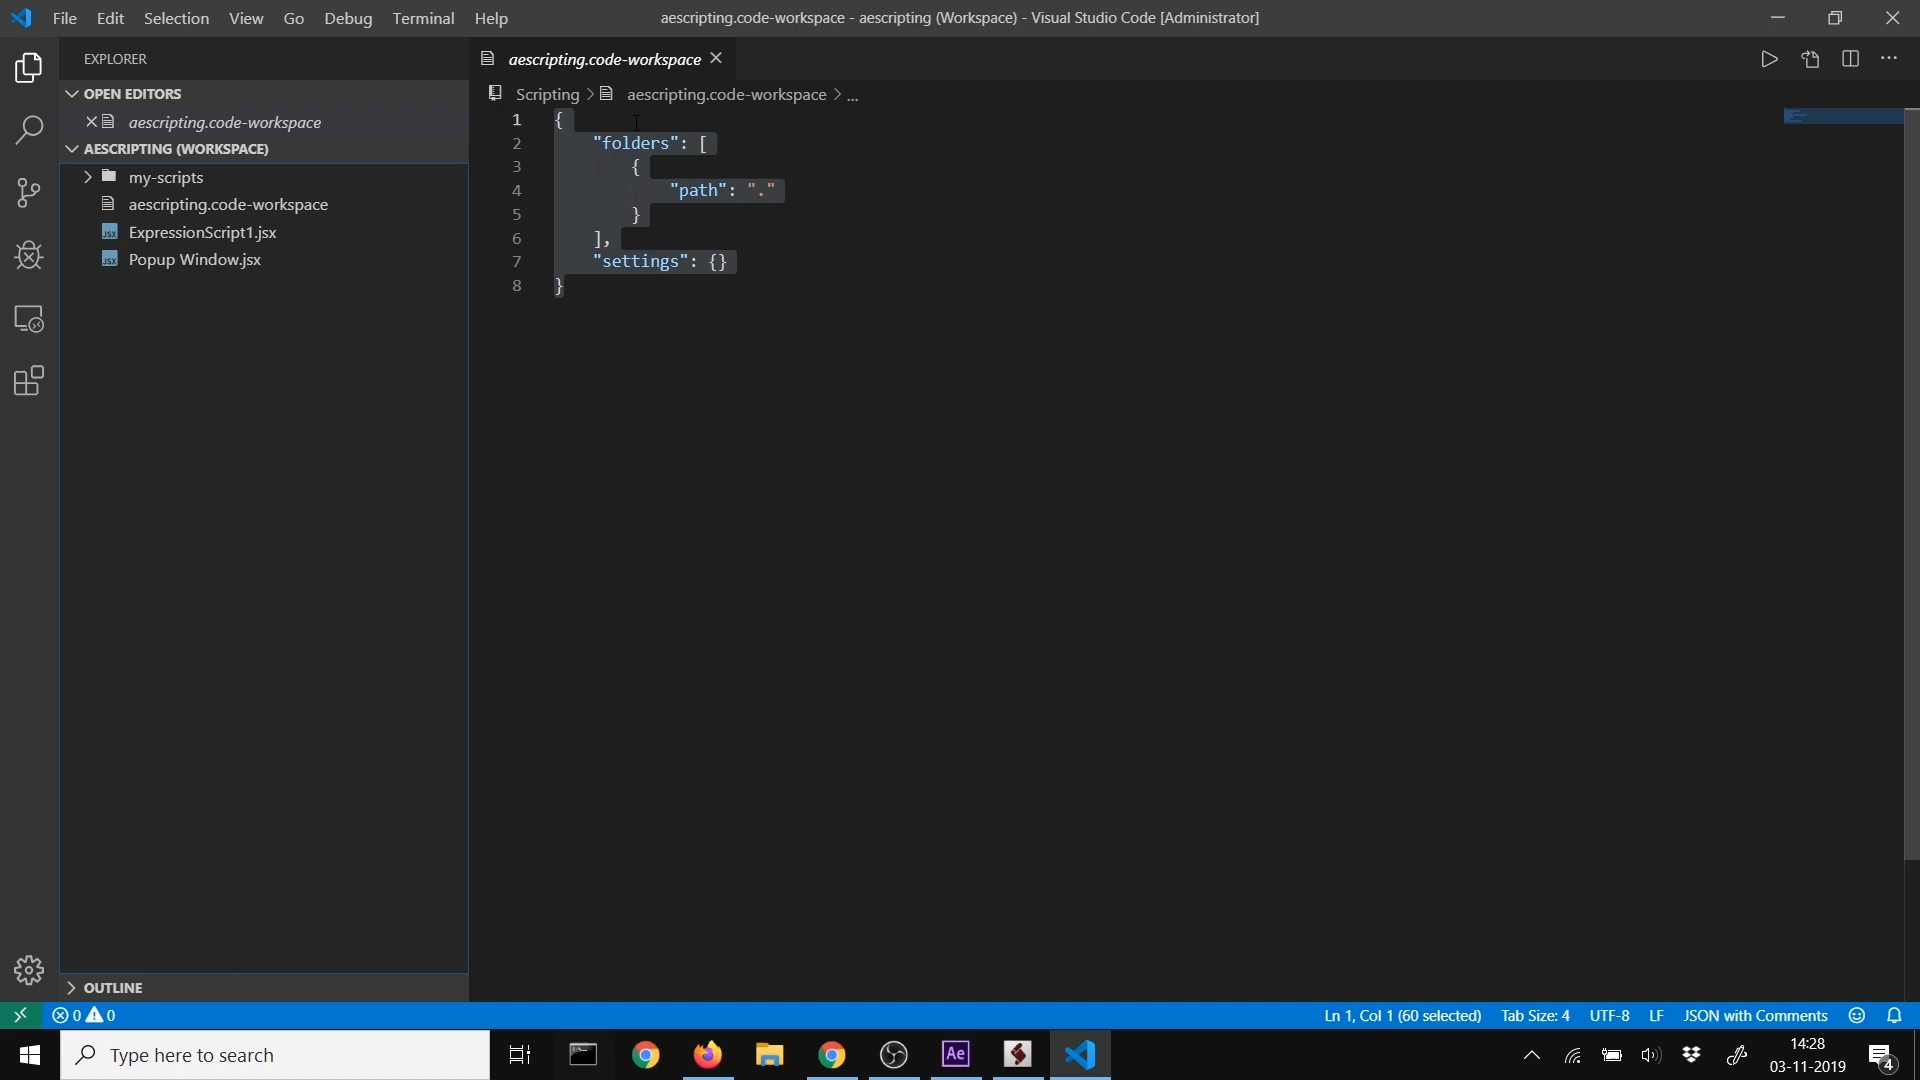 File Edit Selection View Go Debug Terminal Help
aescripting.code-workspace - aescripting (Workspace) - Visual Studio Code [Administrator]
EXPLORER
OPEN EDITORS
aescripting.code-workspace
AESCRIPTING (WORKSPACE)
my-scripts
aescripting.code-workspace
JSX ExpressionScript1.jsx
JSX Popup Window.jsx
OUTLINE
aescripting.code-workspace
Scripting > aescripting.code-workspace > ...
1 {
2 "folders": [
3 {
4 "path": "."
5 }
6 ],
7 "settings": {}
8 }
0 0
Ln 1, Col 1 (60 selected) Tab Size: 4 UTF-8 LF JSON with Comments
Type here to search
Ae
14:28
03-11-2019
4